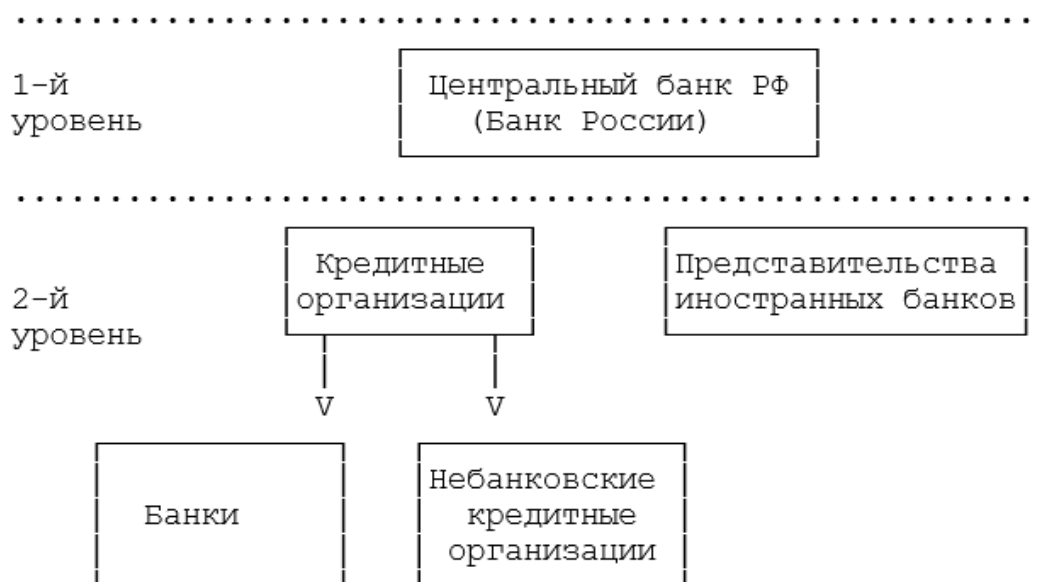 1-й
уровень
Центральный банк РФ
(Банк России)
2-й
уровень
Кредитные
организации
Представительства
иностранных банков
V V
Банки
Небанковские
кредитные
организации